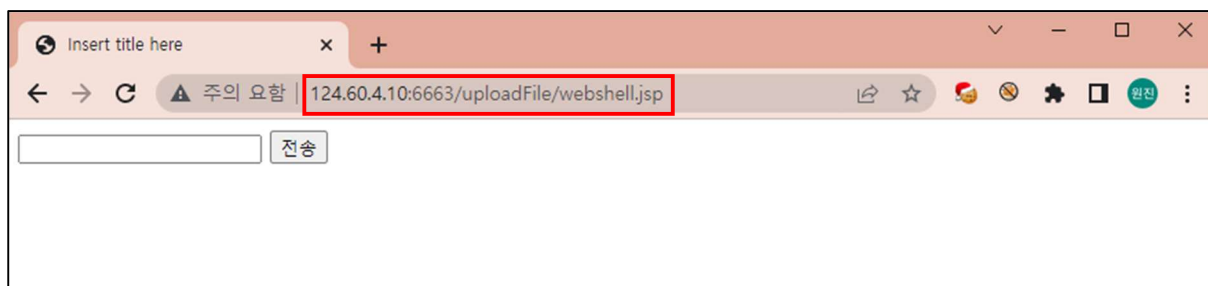 Insert title here
주의 요함 124.60.4.10:6663/uploadFile/webshell.jsp 원진
전송